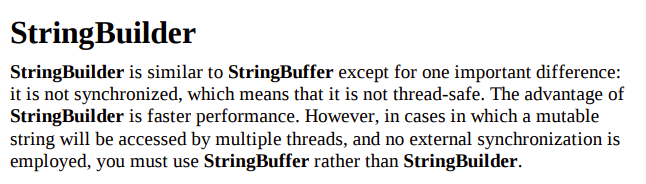 StringBuilder
StringBuilder is similar to StringBuffer except for one important difference:
it is not synchronized, which means that it is not thread-safe. The advantage of
StringBuilder is faster performance. However, in cases in which a mutable
string will be accessed by multiple threads, and no external synchronization is
employed, you must use StringBuffer rather than StringBuilder.